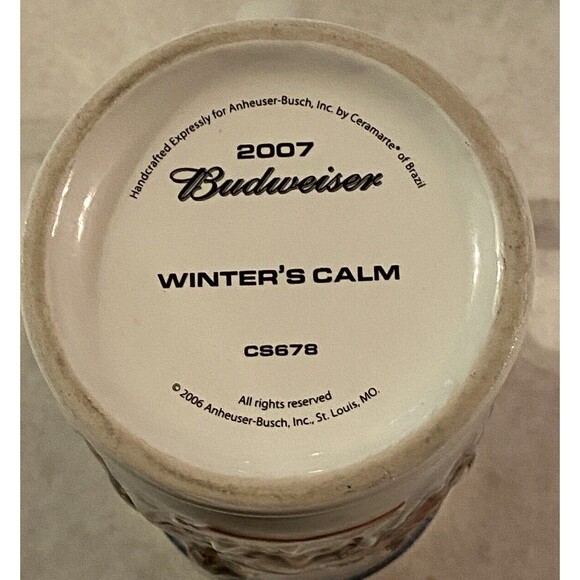 Handcrafted Expressly for Anheuser-Busch, Inc. by Ceramarte® of Brazil
2007
Budweiser
WINTER'S CALM
CS678
All rights reserved
© 2006 Anheuser-Busch, Inc., St. Louis, MO.